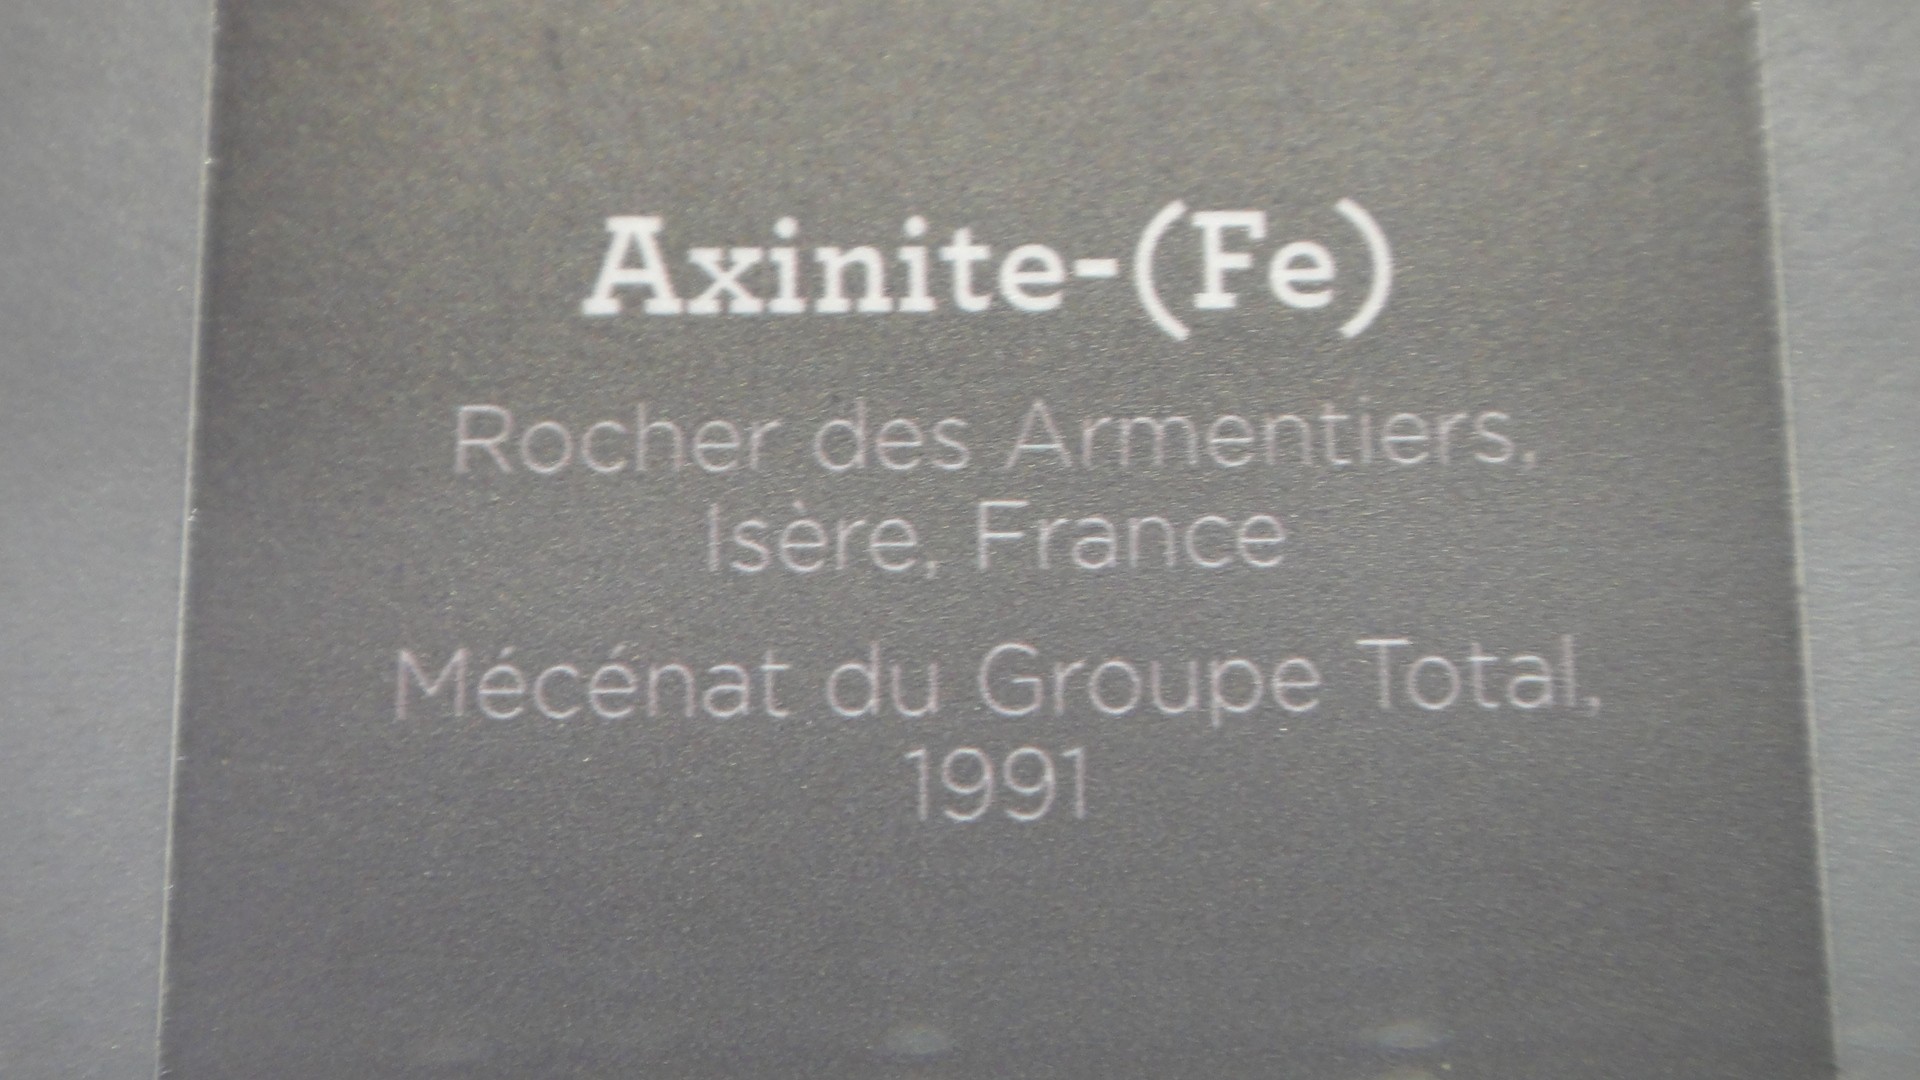 Axinite-(Fe)
Rocher des Armentiers,
Isère, France
Mécénat du Groupe Total,
1991